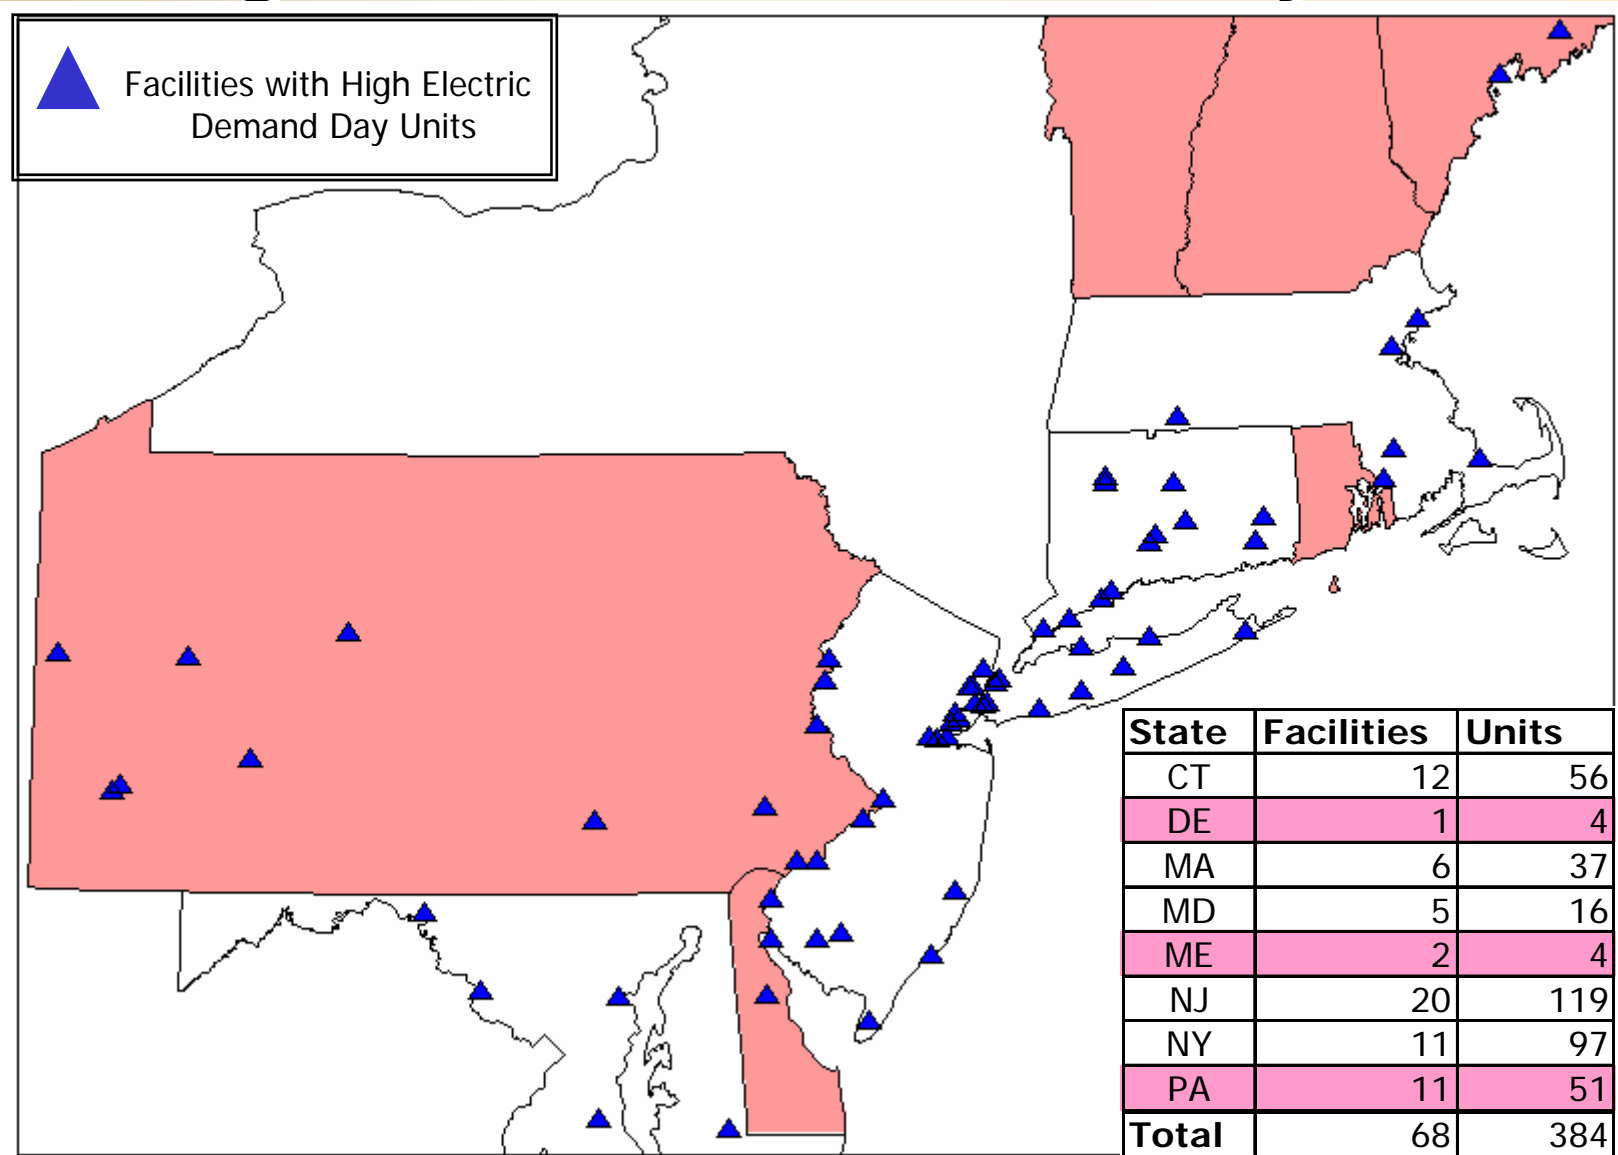 Facilities with High Electric
Demand Day Units
State Facilities Units
CT 12 56
DE 1 4
MA 6 37
MD 5 16
ME 2 4
NJ 20 119
NY 11 97
PA 11 51
Total 68 384